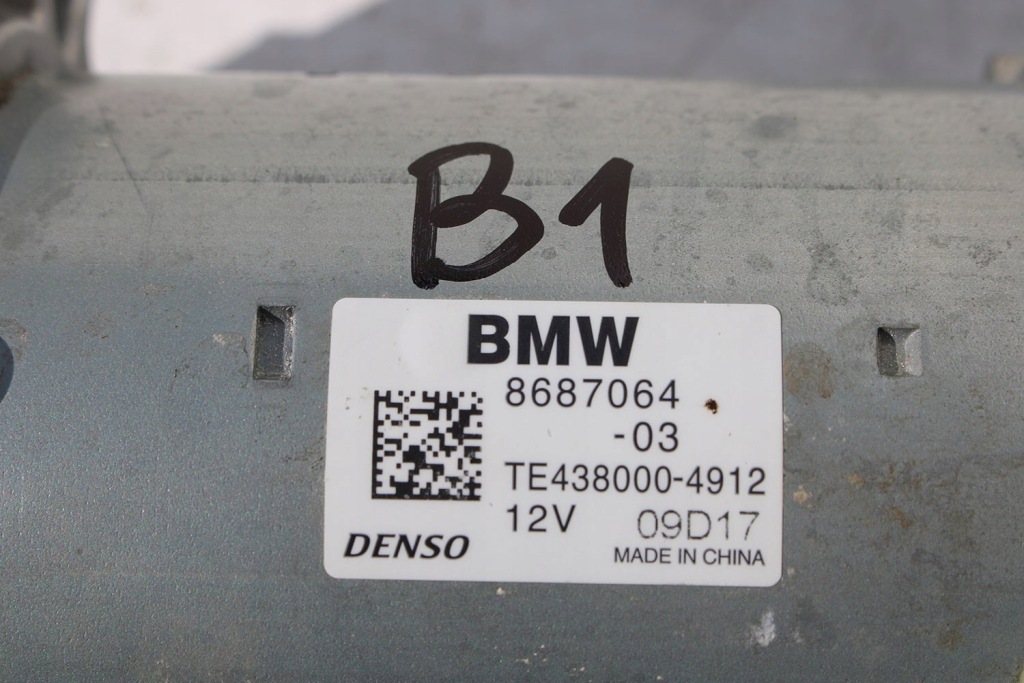 B1
BMW
8687064
-03
TE438000-4912
12V 09D17
DENSO MADE IN CHINA